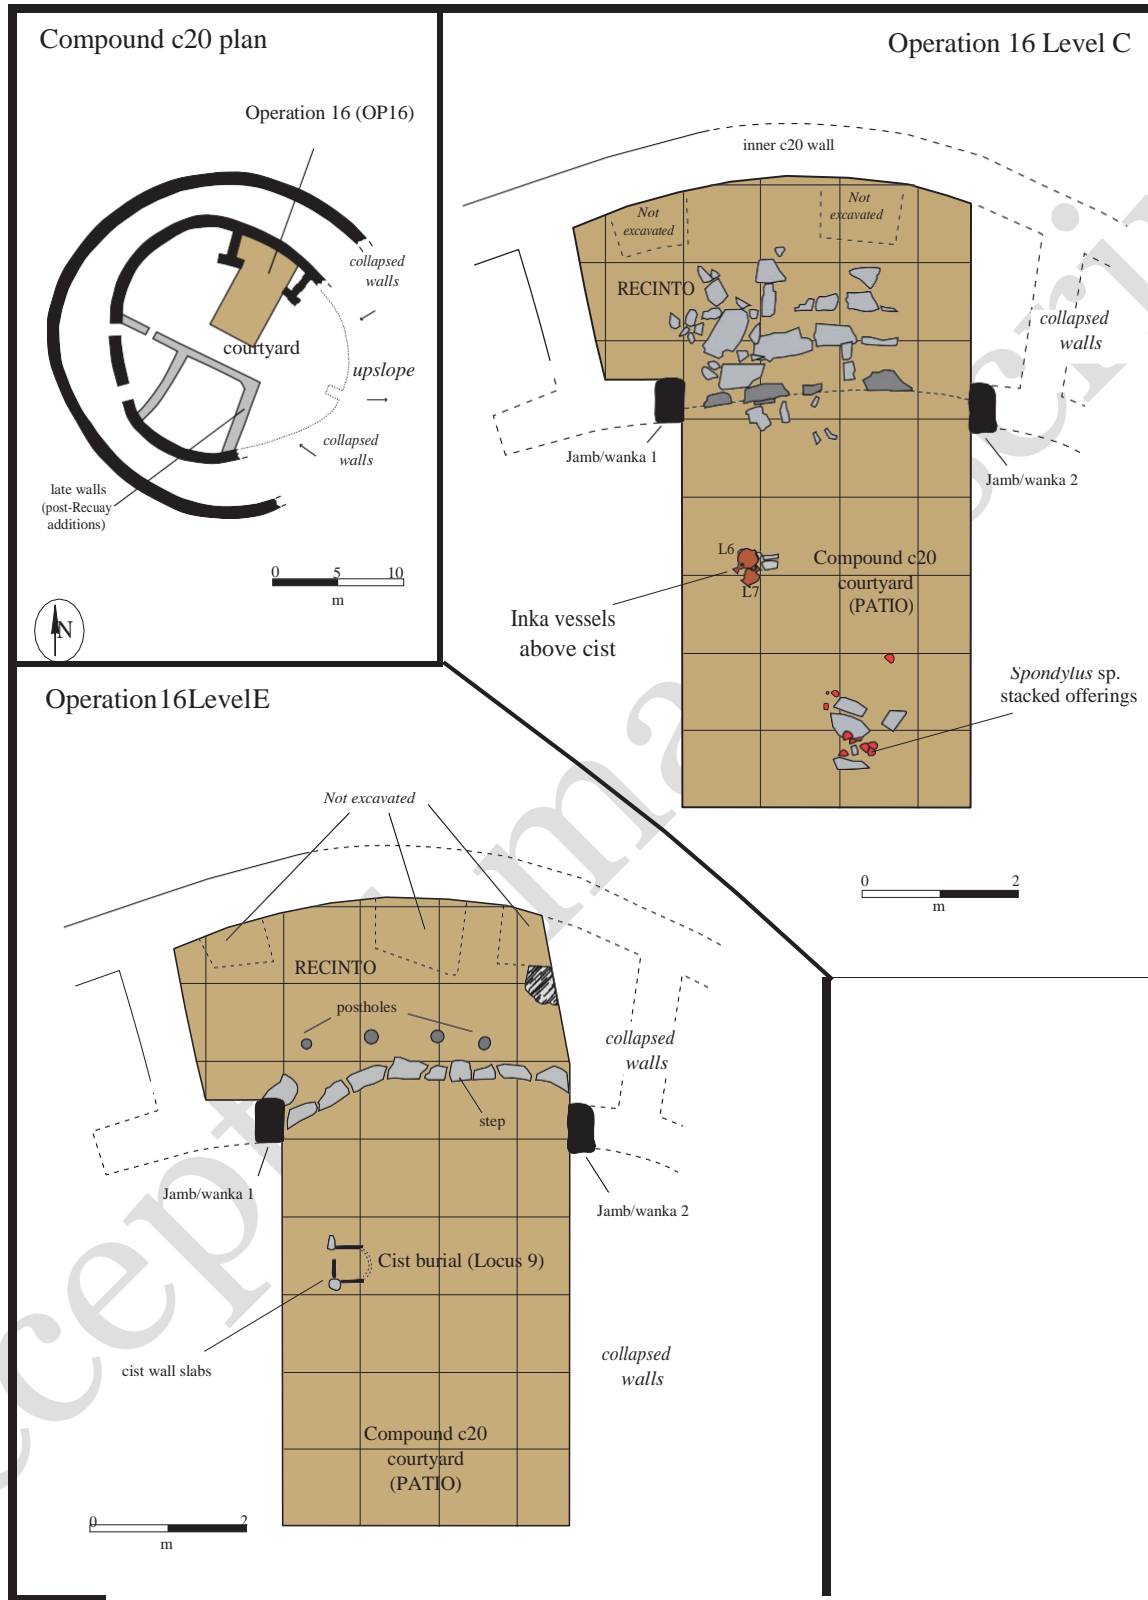 Compound c20 plan
Operation 16 (OP16)
collapsed
walls
courtyard
upslope
collapsed
walls
late walls
(post-Recuay
additions)
0 5 10
m
N
Operation 16 Level C
inner c20 wall
Not
excavated
Not
excavated
RECINTO
collapsed
walls
Jamb/wanka 1
Jamb/wanka 2
L6
L7
Compound c20
courtyard
(PATIO)
Inka vessels
above cist
Spondylus sp.
stacked offerings
0 2
m
Operation 16 Level E
Not excavated
RECINTO
postholes
collapsed
walls
step
Jamb/wanka 1
Jamb/wanka 2
Cist burial (Locus 9)
cist wall slabs
collapsed
walls
Compound c20
courtyard
(PATIO)
0 2
m